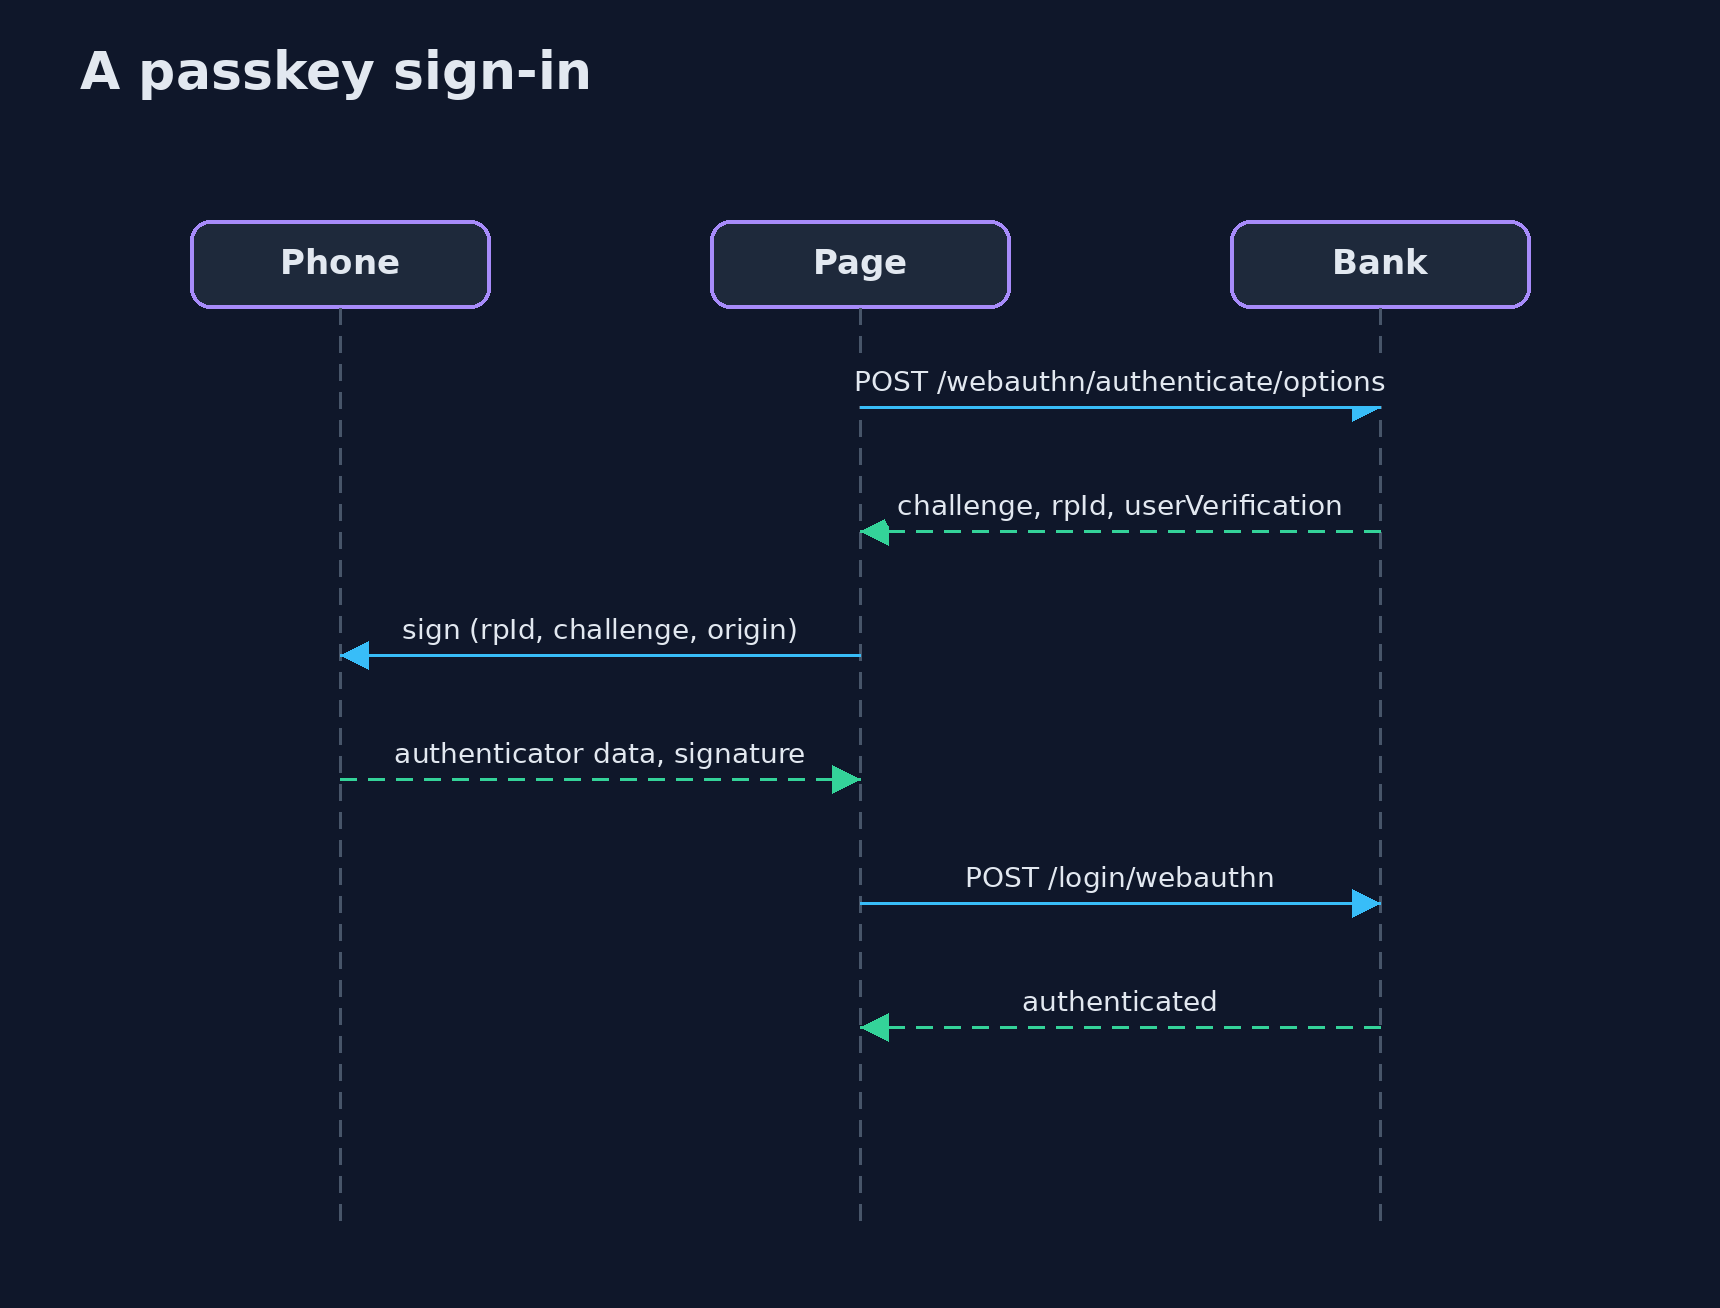 A passkey sign-in
Phone
Page
Bank
POST /webauthn/authenticate/options
challenge, rpId, userVerification
sign (rpId, challenge, origin)
authenticator data, signature
POST /login/webauthn
authenticated